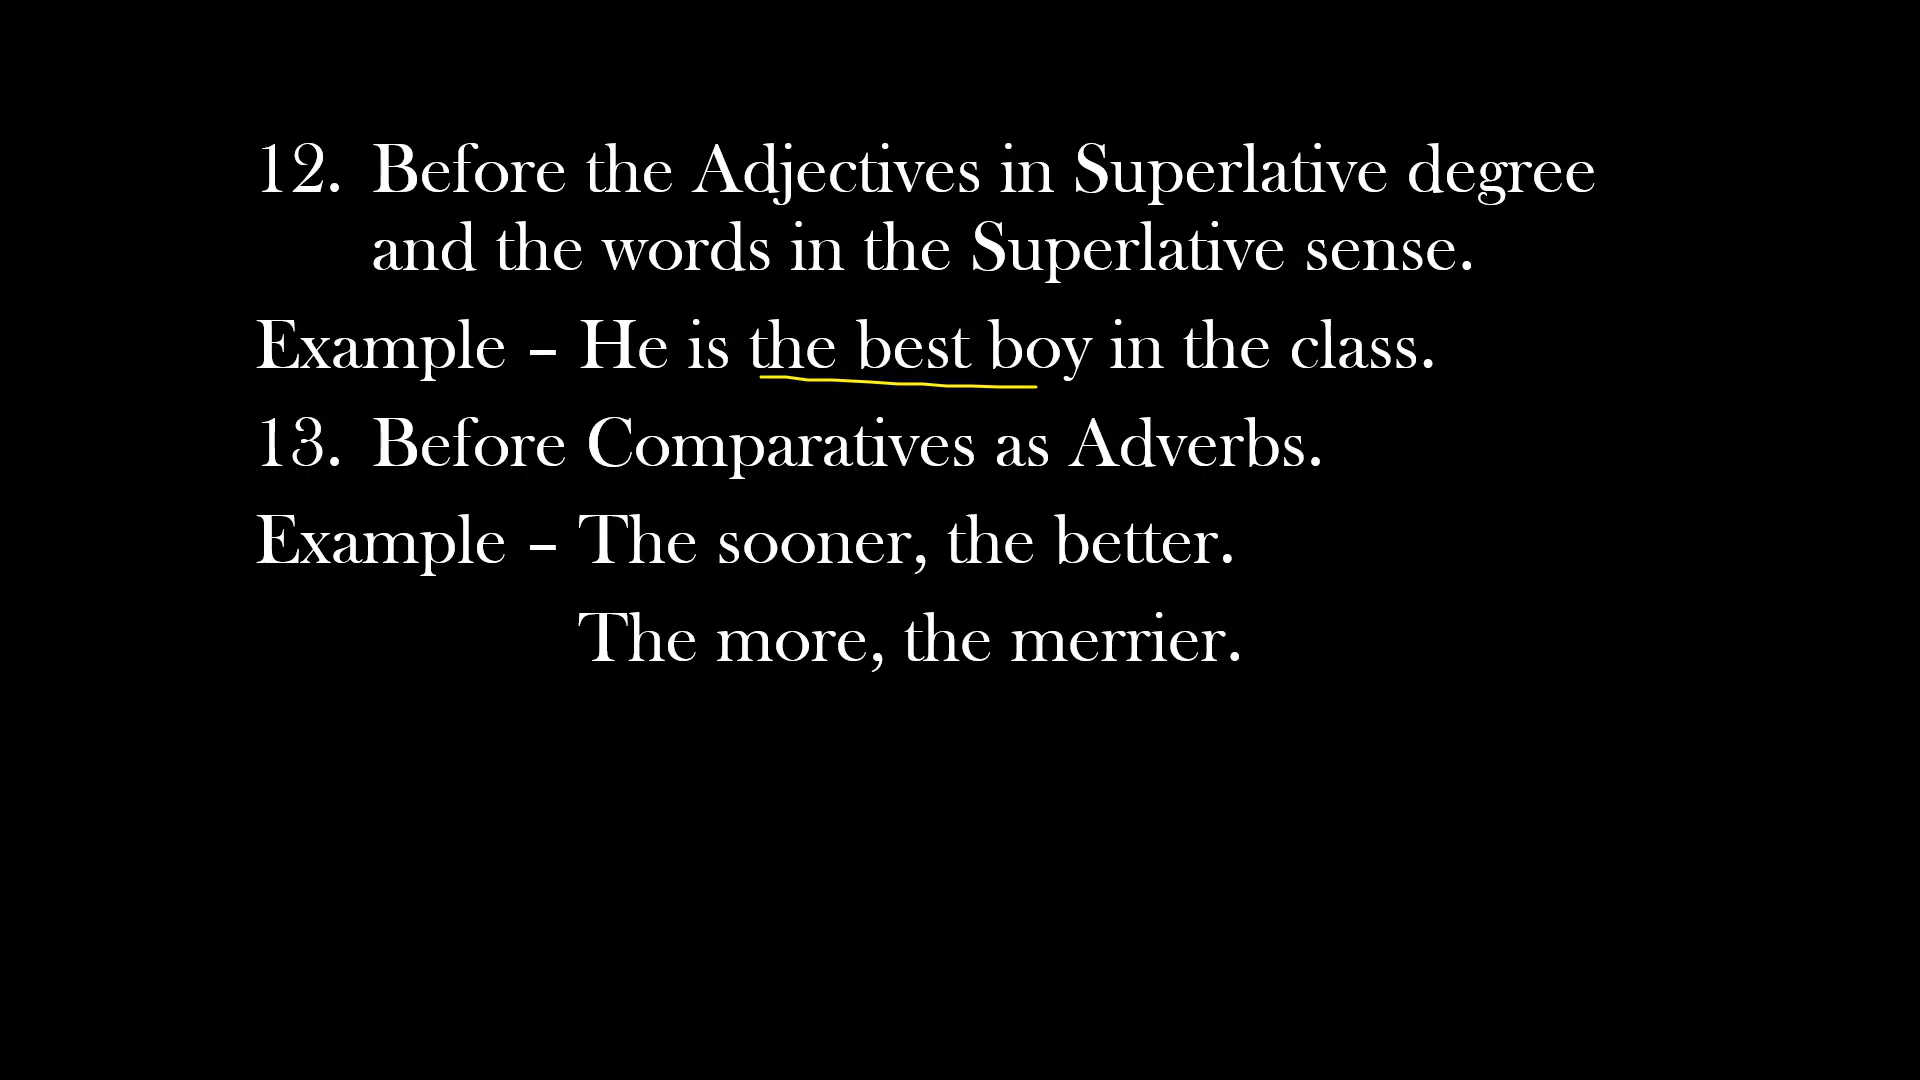 12. Before the Adjectives in Superlative degree
and the words in the Superlative sense.
Example – He is the best boy in the class.
13. Before Comparatives as Adverbs.
Example – The sooner, the better.
The more, the merrier.